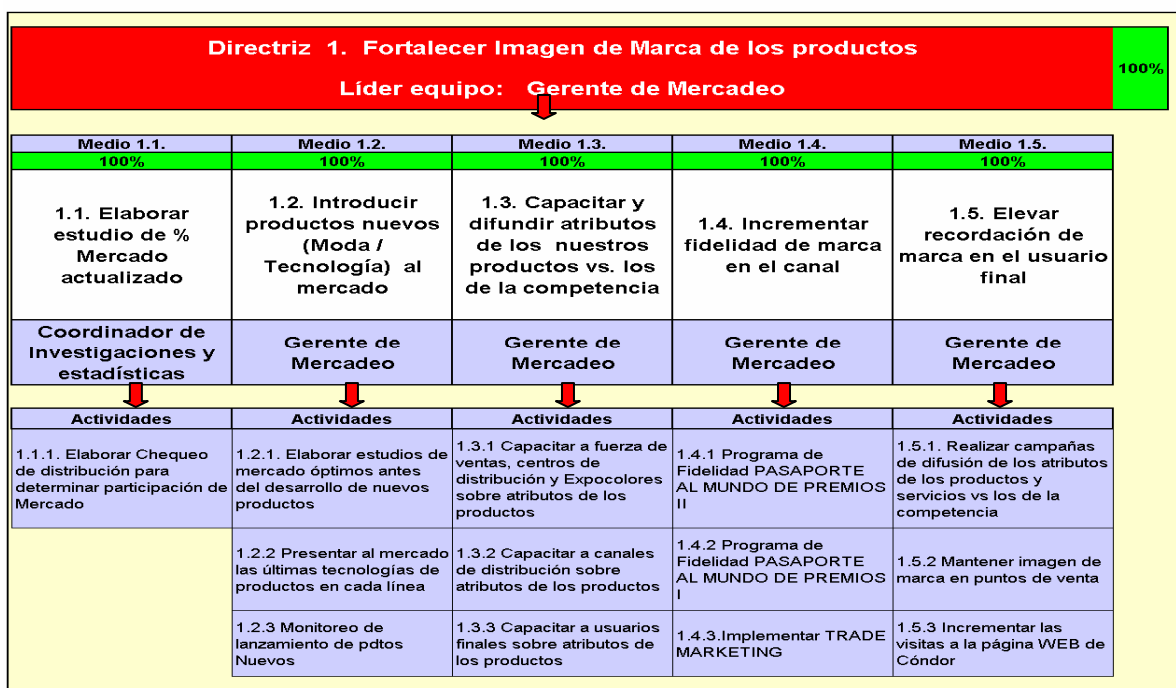 Directriz 1. Fortalecer Imagen de Marca de los productos
Líder equipo: Gerente de Mercadeo
100%
Medio 1.1.
Medio 1.2.
Medio 1.3.
Medio 1.4.
Medio 1.5.
100%
100%
100%
100%
100%
1.1. Elaborar
estudio de %
Mercado
actualizado
1.2. Introducir
productos nuevos
(Moda /
Tecnología) al
mercado
1.3. Capacitar y
difundir atributos
de los nuestros
productos vs. los
de la competencia
1.4. Incrementar
fidelidad de marca
en el canal
1.5. Elevar
recordación de
marca en el usuario
final
Coordinador de
Investigaciones y
estadísticas
Gerente de
Mercadeo
Gerente de
Mercadeo
Gerente de
Mercadeo
Gerente de
Mercadeo
Actividades
Actividades
Actividades
Actividades
Actividades
1.1.1. Elaborar Chequeo
de distribución para
determinar participación de
Mercado
1.2.1. Elaborar estudios de
mercado óptimos antes
del desarrollo de nuevos
productos
1.3.1 Capacitar a fuerza de
ventas, centros de
distribución y Expocolores
sobre atributos de los
productos
1.4.1 Programa de
Fidelidad PASAPORTE
AL MUNDO DE PREMIOS
II
1.5.1. Realizar campañas
de difusión de los atributos
de los productos y
servicios vs los de la
competencia
1.2.2 Presentar al mercado
las últimas tecnologías de
productos en cada línea
1.3.2 Capacitar a canales
de distribución sobre
atributos de los productos
1.4.2 Programa de
Fidelidad PASAPORTE
AL MUNDO DE PREMIOS
I
1.5.2 Mantener imagen de
marca en puntos de venta
1.2.3 Monitoreo de
lanzamiento de pdtos
Nuevos
1.3.3 Capacitar a usuarios
finales sobre atributos de
los productos
1.4.3.Implementar TRADE
MARKETING
1.5.3 Incrementar las
visitas a la página WEB de
Cóndor